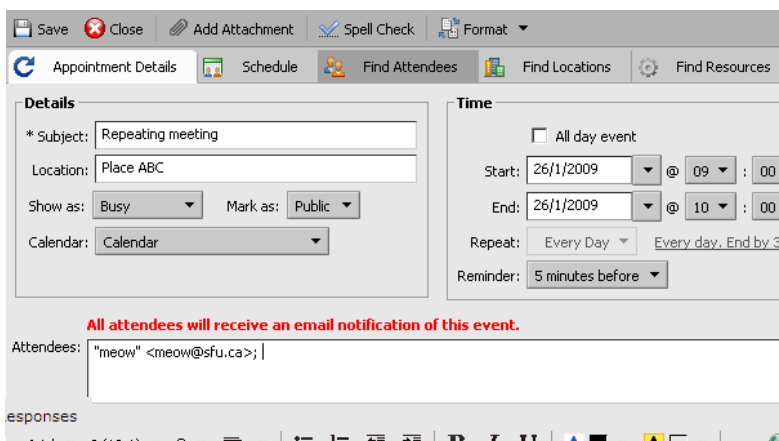 Save Close Add Attachment Spell Check Format
Appointment Details Schedule Find Attendees Find Locations Find Resources
Details
* Subject: Repeating meeting
Location: Place ABC
Show as: Busy Mark as: Public
Calendar: Calendar
Time
All day event
Start: 26/1/2009 @ 09 : 00
End: 26/1/2009 @ 10 : 00
Repeat: Every Day Every day. End by 3
Reminder: 5 minutes before
All attendees will receive an email notification of this event.
Attendees: "meow" <meow@sfu.ca>;
esponses
B I U